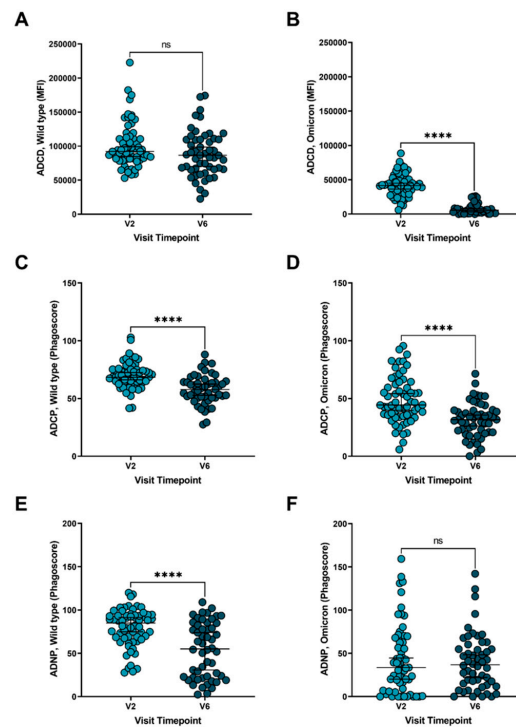 A
ns
250000
200000
150000
100000
50000
0
ADCD, Wild type (MFI)
V2
V6
Visit Timepoint
B
****
250000
200000
150000
100000
50000
0
ADCD, Omicron (MFI)
V2
V6
Visit Timepoint
C
****
150
100
50
0
ADCP, Wild type (Phagoscore)
V2
V6
Visit Timepoint
D
****
150
100
50
0
ADCP, Omicron (Phagoscore)
V2
V6
Visit Timepoint
E
****
200
150
100
50
0
ADNP, Wild type (Phagoscore)
V2
V6
Visit Timepoint
F
ns
200
150
100
50
0
ADNP, Omicron (Phagoscore)
V2
V6
Visit Timepoint